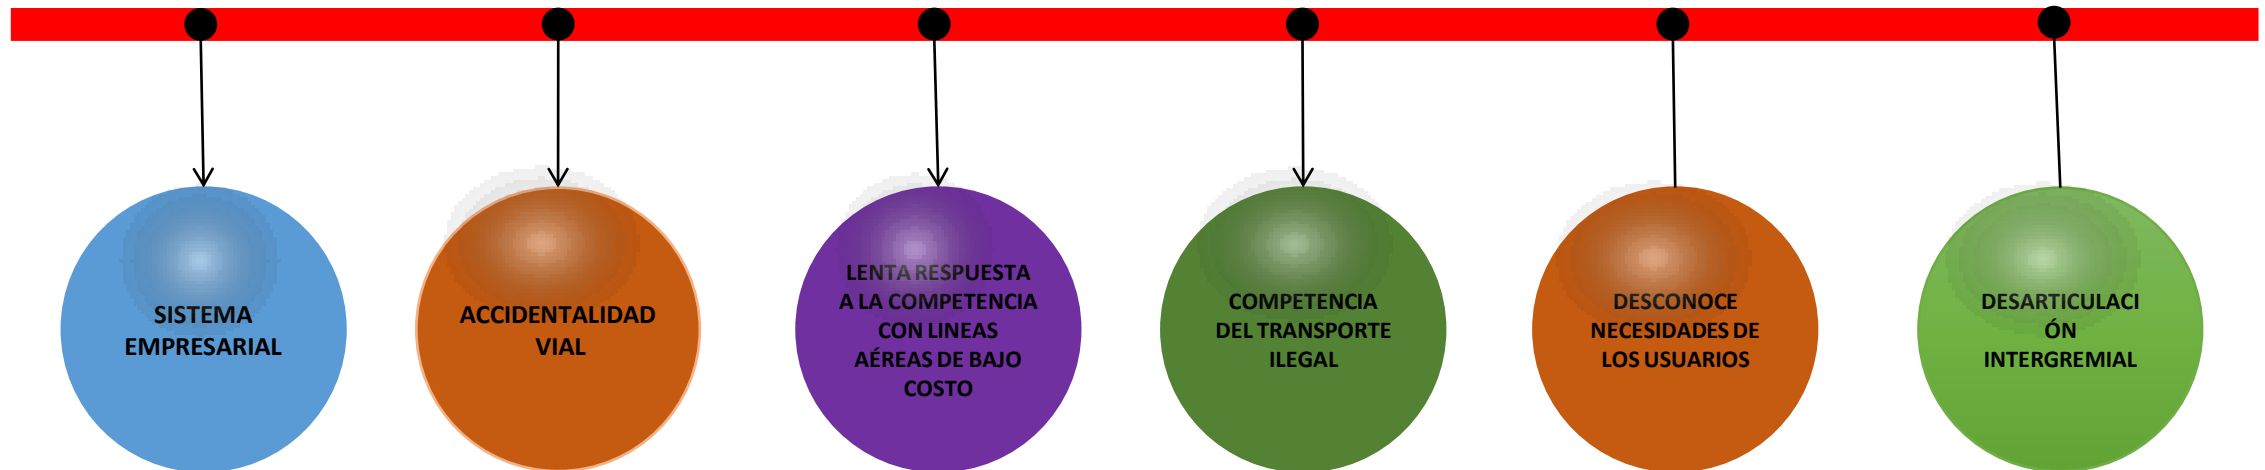 SISTEMA
EMPRESARIAL
ACCIDENTALIDAD
VIAL
LENTA RESPUESTA
A LA COMPETENCIA
CON LINEAS
AÉREAS DE BAJO
COSTO
COMPETENCIA
DEL TRANSPORTE
ILEGAL
DESCONOCE
NECESIDADES DE
LOS USUARIOS
DESARTICULACI
ÓN
INTERGREMIAL